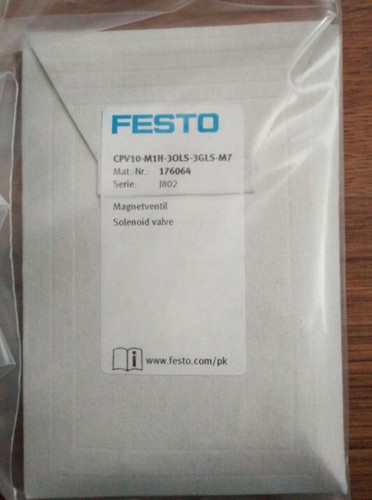 FESTO
CPV10-M1H-3OLS-3GLS-M7
Mat.-Nr.: 176064
Serie: J802
Magnetventil
Solenoid valve
www.festo.com/pk